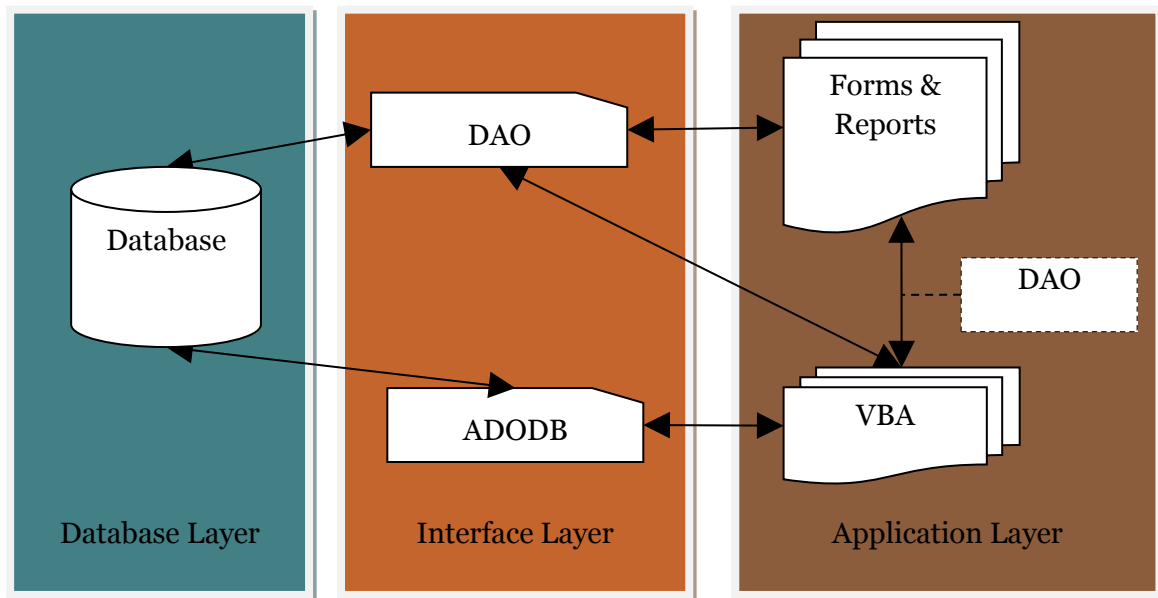 Database
Database Layer
DAO
ADODB
Interface Layer
Forms &
Reports
DAO
VBA
Application Layer